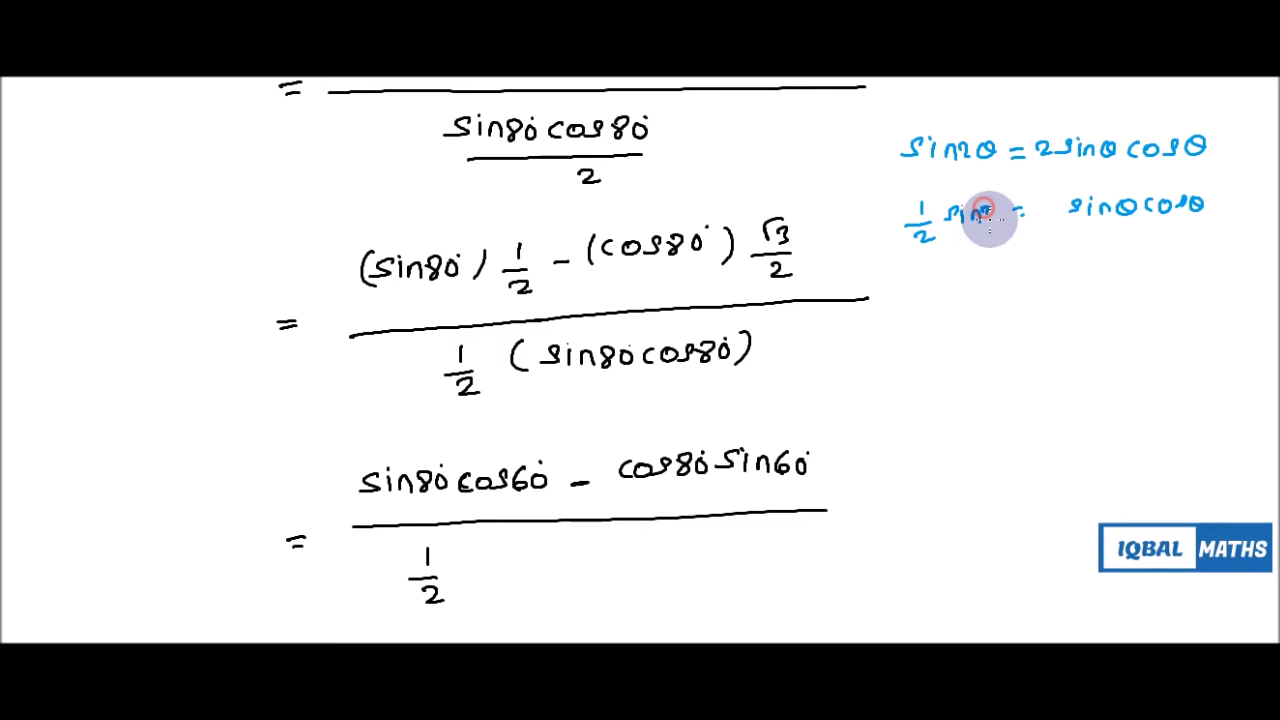 =
sin80° cos80°
2
(sin80°) 1/2 - (cos80°) √3/2
=
1/2 (sin80° cos80°)
sin80° cos60° - cos80° sin60°
=
1/2
sin2θ = 2sinθ cosθ
1/2 sin = sinθ cosθ
IQBAL MATHS